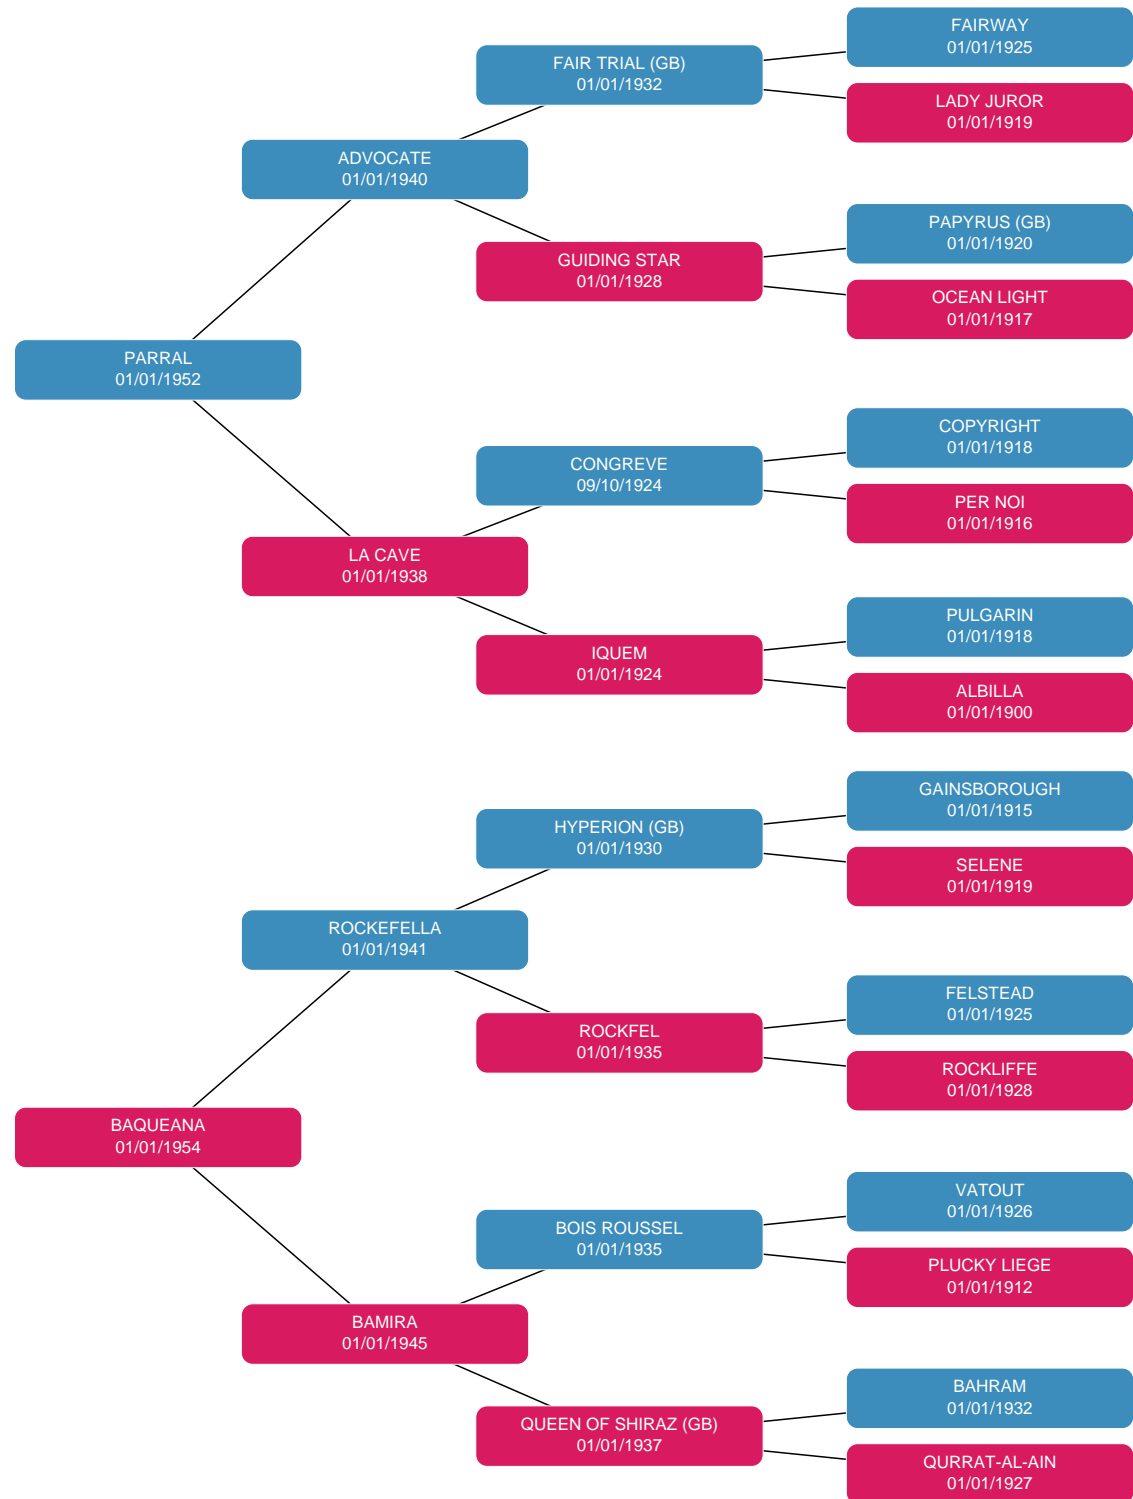 FAIRWAY
01/01/1925
FAIR TRIAL (GB)
01/01/1932
LADY JUROR
01/01/1919
ADVOCATE
01/01/1940
PAPYRUS (GB)
01/01/1920
GUIDING STAR
01/01/1928
OCEAN LIGHT
01/01/1917
PARRAL
01/01/1952
COPYRIGHT
01/01/1918
CONGREVE
09/10/1924
PER NOI
01/01/1916
LA CAVE
01/01/1938
PULGARIN
01/01/1918
IQUEM
01/01/1924
ALBILLA
01/01/1900
GAINSBOROUGH
01/01/1915
HYPERION (GB)
01/01/1930
SELENE
01/01/1919
ROCKEFELLA
01/01/1941
FELSTEAD
01/01/1925
ROCKFEL
01/01/1935
ROCKLIFFE
01/01/1928
BAQUEANA
01/01/1954
VATOUT
01/01/1926
BOIS ROUSSEL
01/01/1935
PLUCKY LIEGE
01/01/1912
BAMIRA
01/01/1945
BAHRAM
01/01/1932
QUEEN OF SHIRAZ (GB)
01/01/1937
QURRAT-AL-AIN
01/01/1927